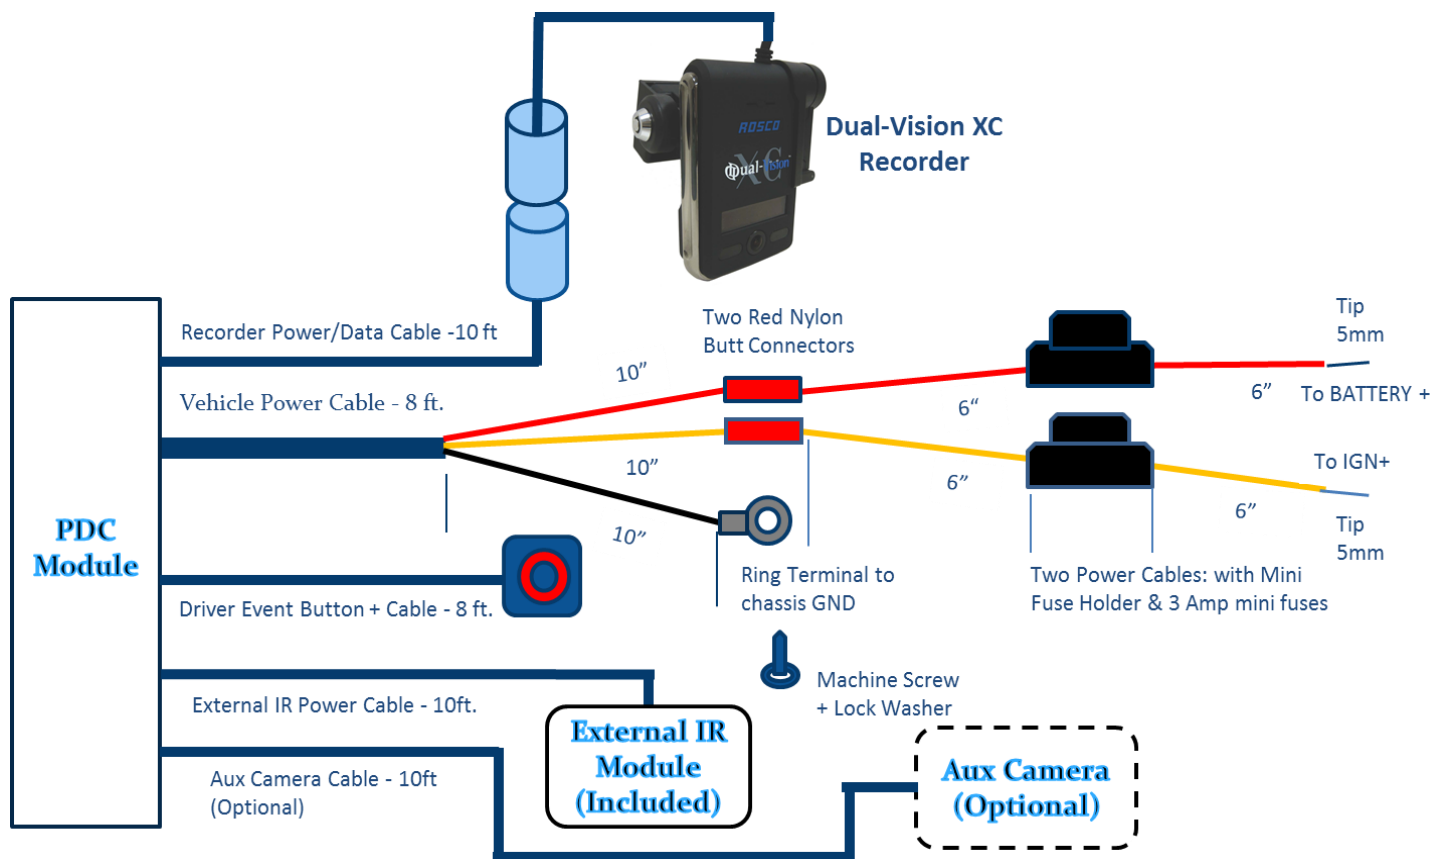 Dual-Vision XC
Recorder
ROSCO
XC
Dual-Vision™
Recorder Power/Data Cable -10 ft
Two Red Nylon
Butt Connectors
Tip
5mm
10”
6“
6”
To BATTERY +
Vehicle Power Cable - 8 ft.
10”
6”
To IGN+
6”
Tip
5mm
10”
PDC
Module
Ring Terminal to
chassis GND
Two Power Cables: with Mini
Fuse Holder & 3 Amp mini fuses
Driver Event Button + Cable - 8 ft.
Machine Screw
+ Lock Washer
External IR Power Cable - 10ft.
External IR
Module
(Included)
Aux Camera Cable - 10ft
(Optional)
Aux Camera
(Optional)